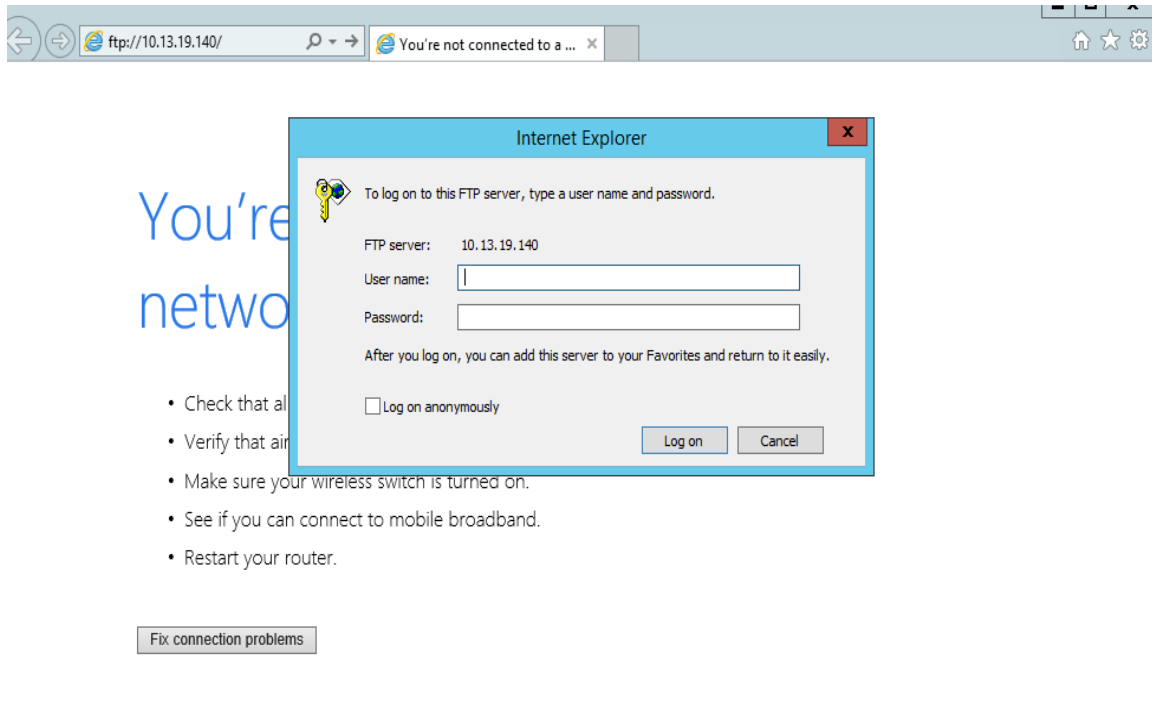 ftp://10.13.19.140/
You're not connected to a ...
Internet Explorer
To log on to this FTP server, type a user name and password.
FTP server: 10.13.19.140
User name:
Password:
After you log on, you can add this server to your Favorites and return to it easily.
Log on anonymously
Log on Cancel
You're
netwo
• Check that al
• Verify that air
• Make sure your wireless switch is turned on.
• See if you can connect to mobile broadband.
• Restart your router.
Fix connection problems